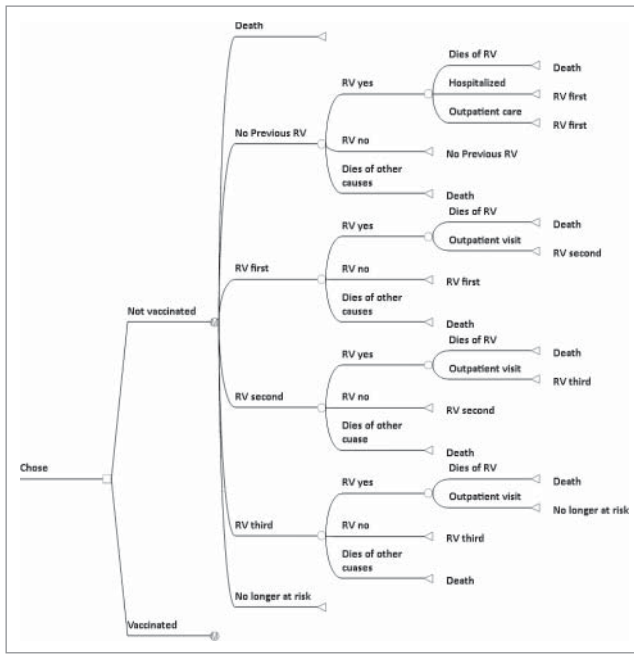 Death
Dies of RV
Death
RV yes
Hospitalized
RV first
Outpatient care
RV first
No Previous RV
RV no
No Previous RV
Dies of other
causes
Death
Dies of RV
Death
RV yes
Outpatient visit
RV second
RV first
RV no
RV first
Dies of other
causes
Death
Not vaccinated
Dies of RV
Death
RV yes
Outpatient visit
RV third
RV second
RV no
RV second
Dies of other
cuase
Death
Chose
Dies of RV
Death
RV yes
Outpatient visit
No longer at risk
RV third
RV no
RV third
Dies of other
cuases
Death
No longer at risk
Vaccinated